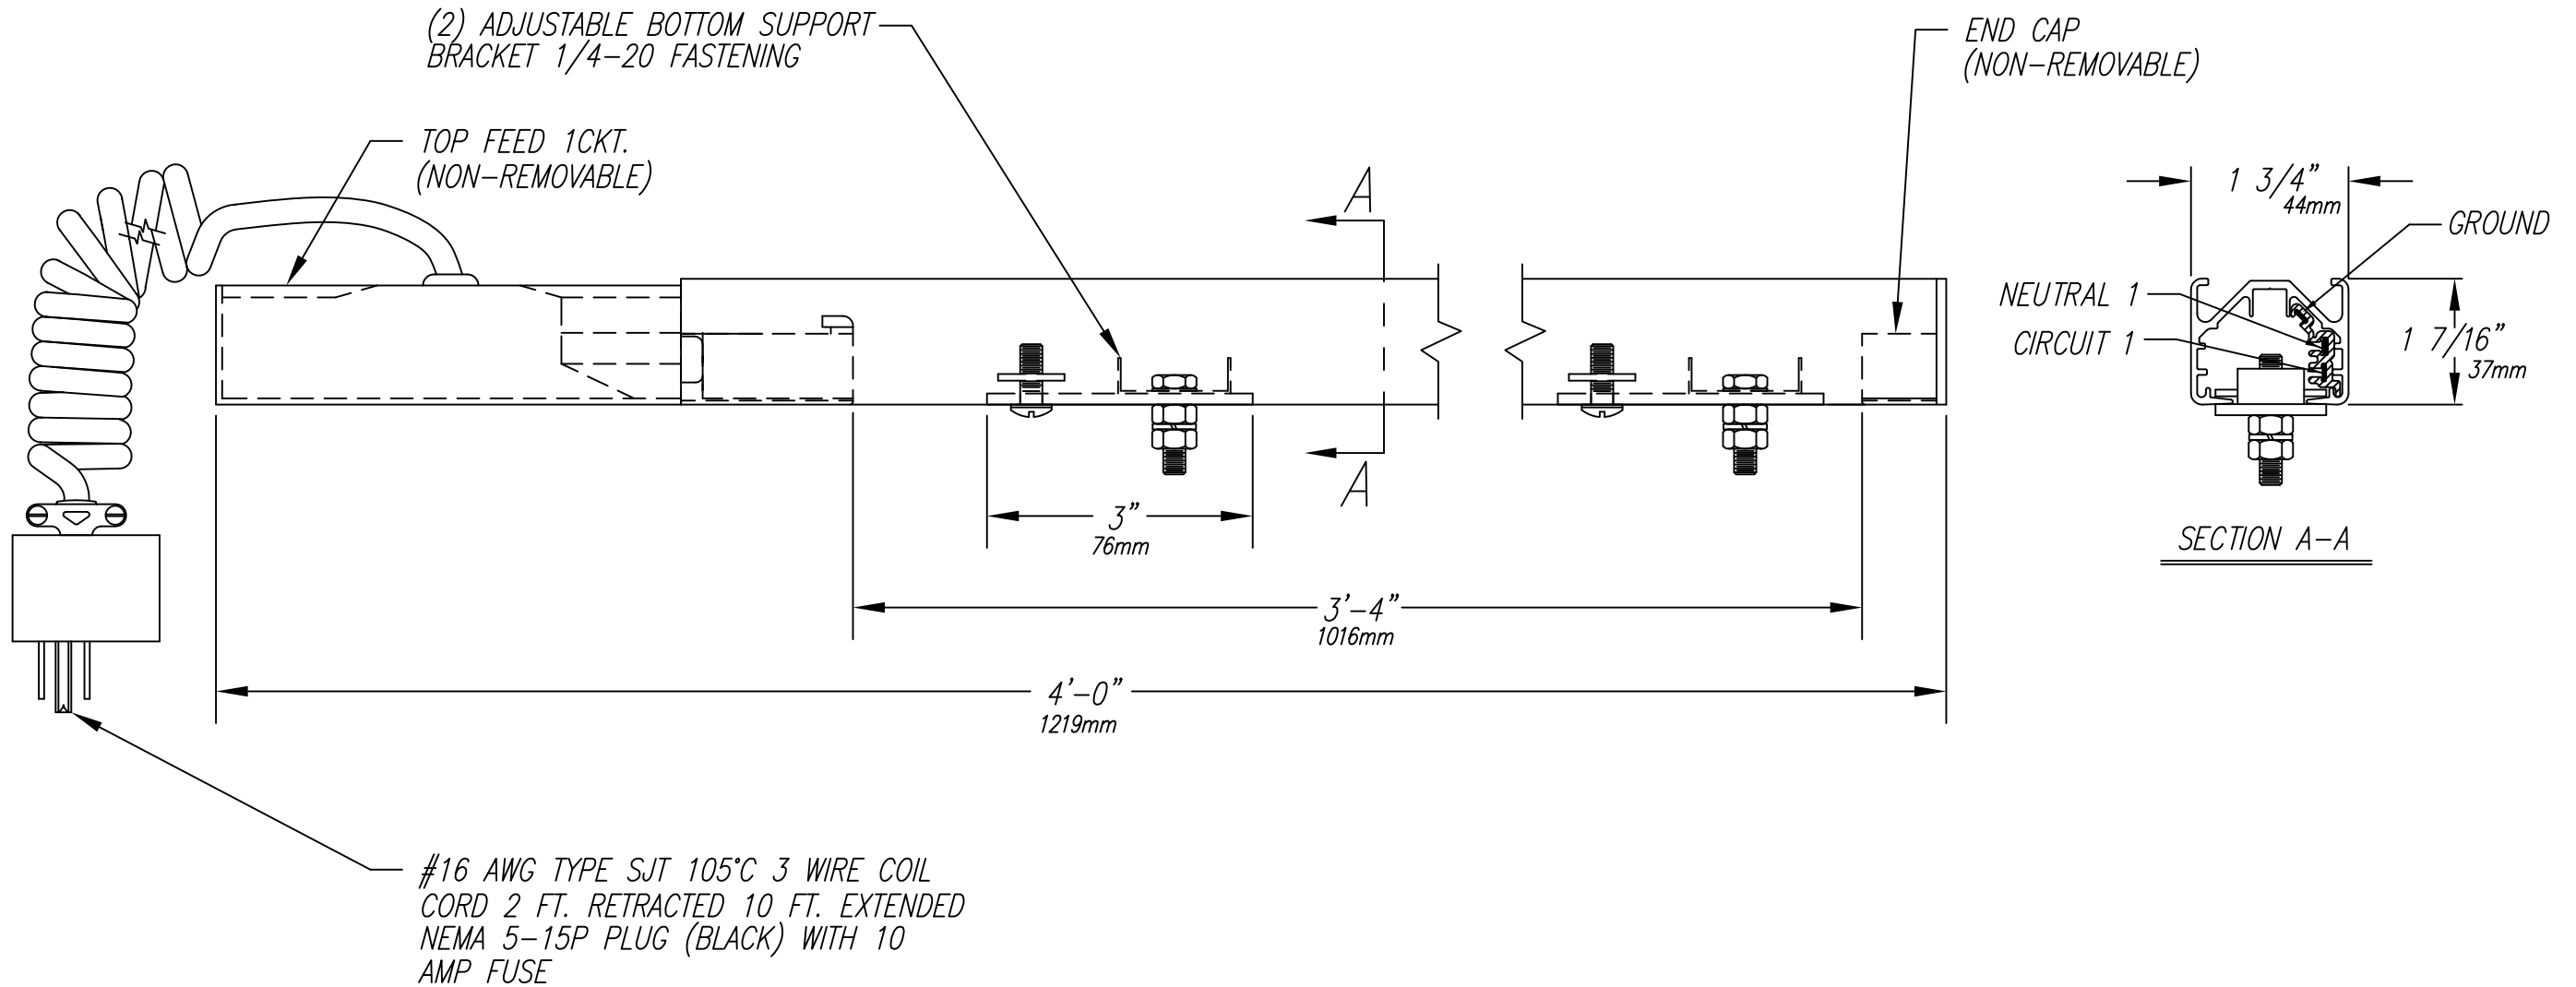 (2) ADJUSTABLE BOTTOM SUPPORT
BRACKET 1/4-20 FASTENING
END CAP
(NON-REMOVABLE)
TOP FEED 1CKT.
(NON-REMOVABLE)
A
A
1 3/4"
44mm
GROUND
NEUTRAL 1
CIRCUIT 1
1 7/16"
37mm
SECTION A-A
3"
76mm
3'-4"
1016mm
4'-0"
1219mm
#16 AWG TYPE SJT 105°C 3 WIRE COIL
CORD 2 FT. RETRACTED 10 FT. EXTENDED
NEMA 5-15P PLUG (BLACK) WITH 10
AMP FUSE